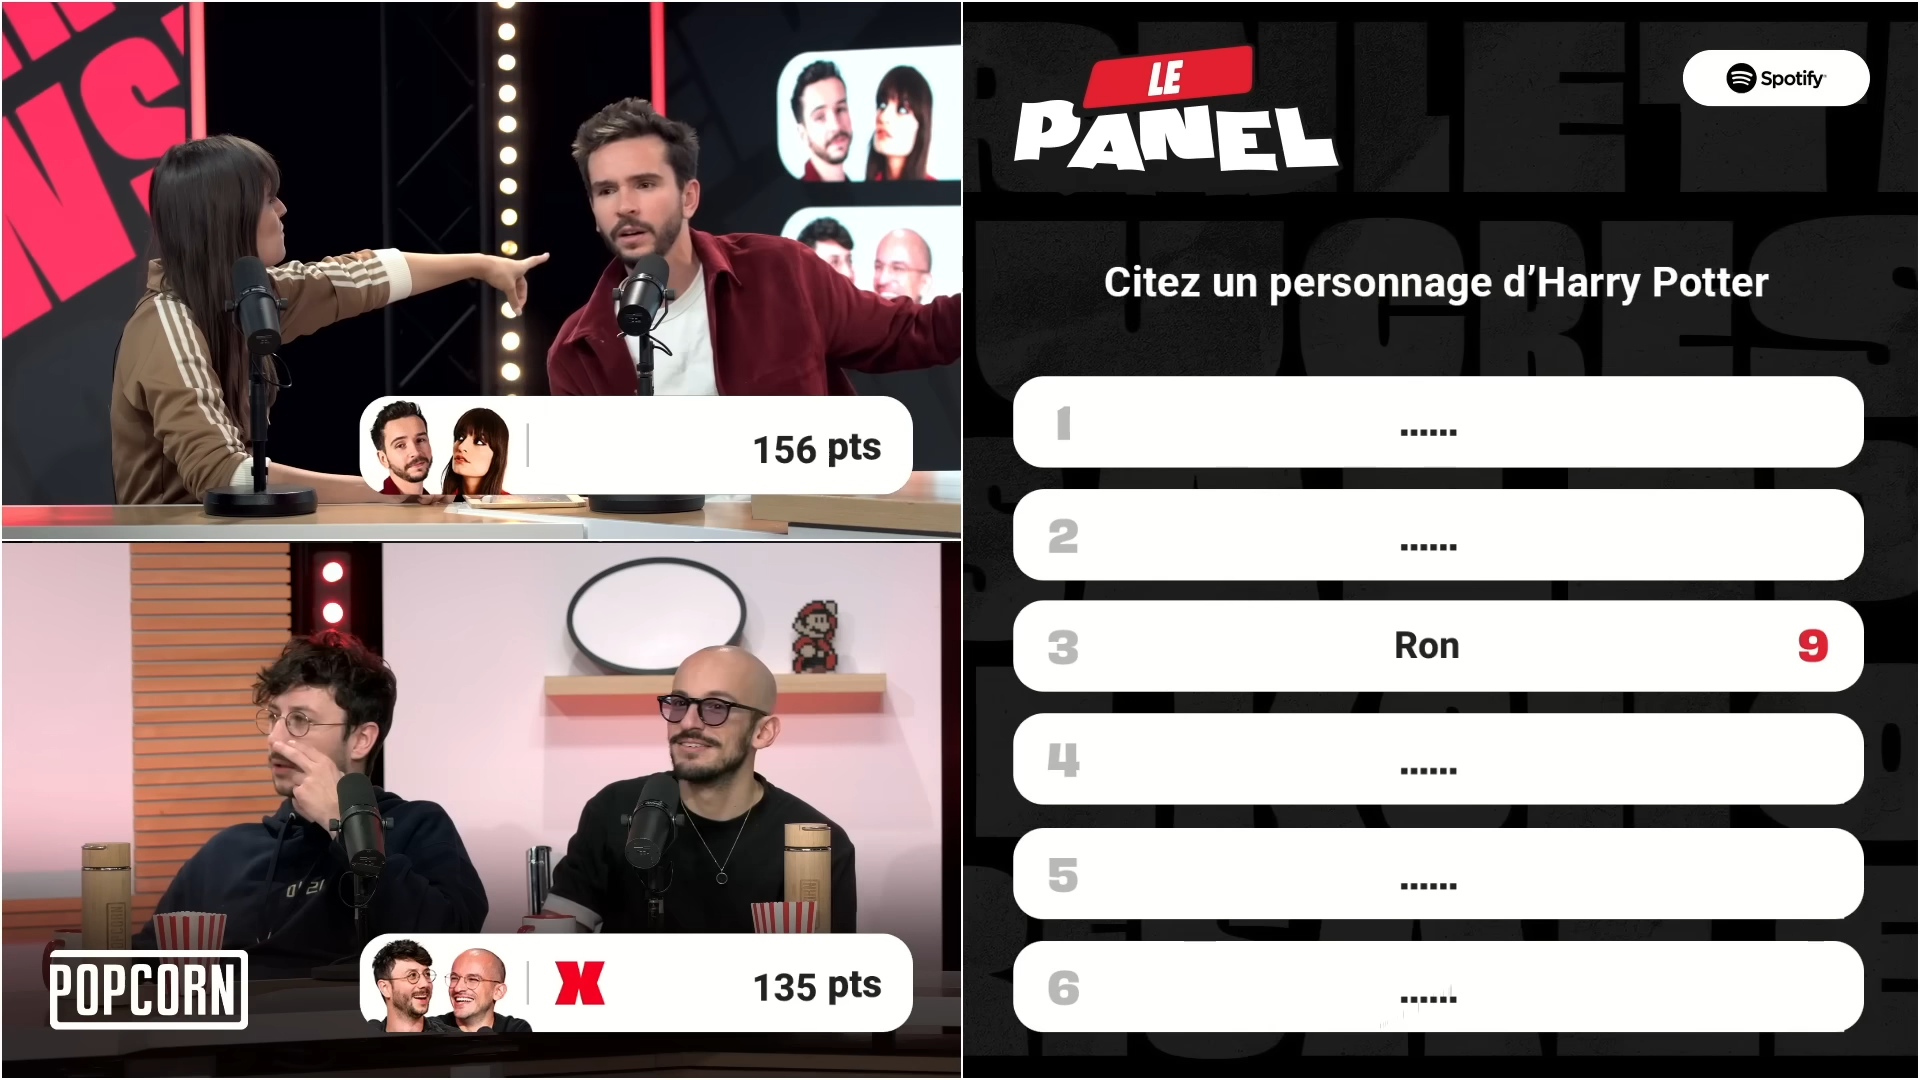 156 pts
POPCORN
X
135 pts
LE
PANEL
Spotify
Citez un personnage d’Harry Potter
1 ......
2 ......
3 Ron 9
4 ......
5 ......
6 ......